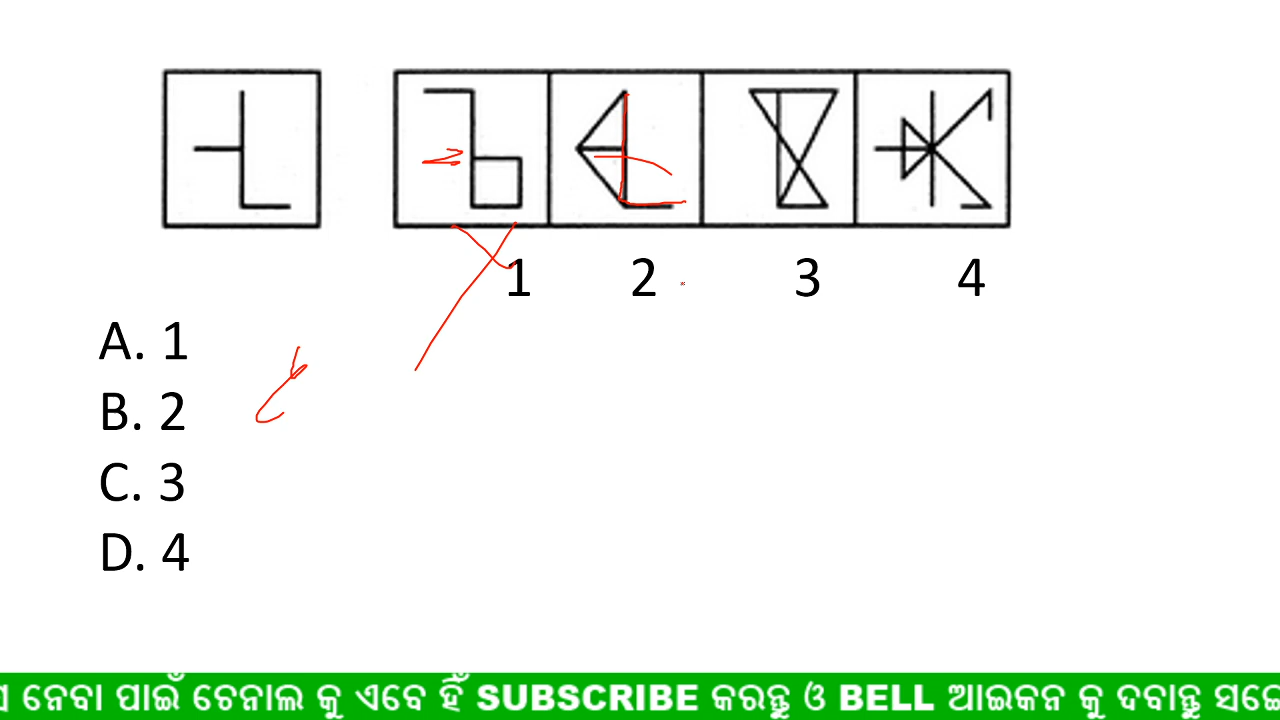 1 2 3 4
A. 1
B. 2
C. 3
D. 4
ନେବା ପାଇଁ ଚେନାଲ କୁ ଏବେ ହିଁ SUBSCRIBE କରନ୍ତୁ ଓ BELL ଆଇକନ କୁ ଦବାନ୍ତୁ